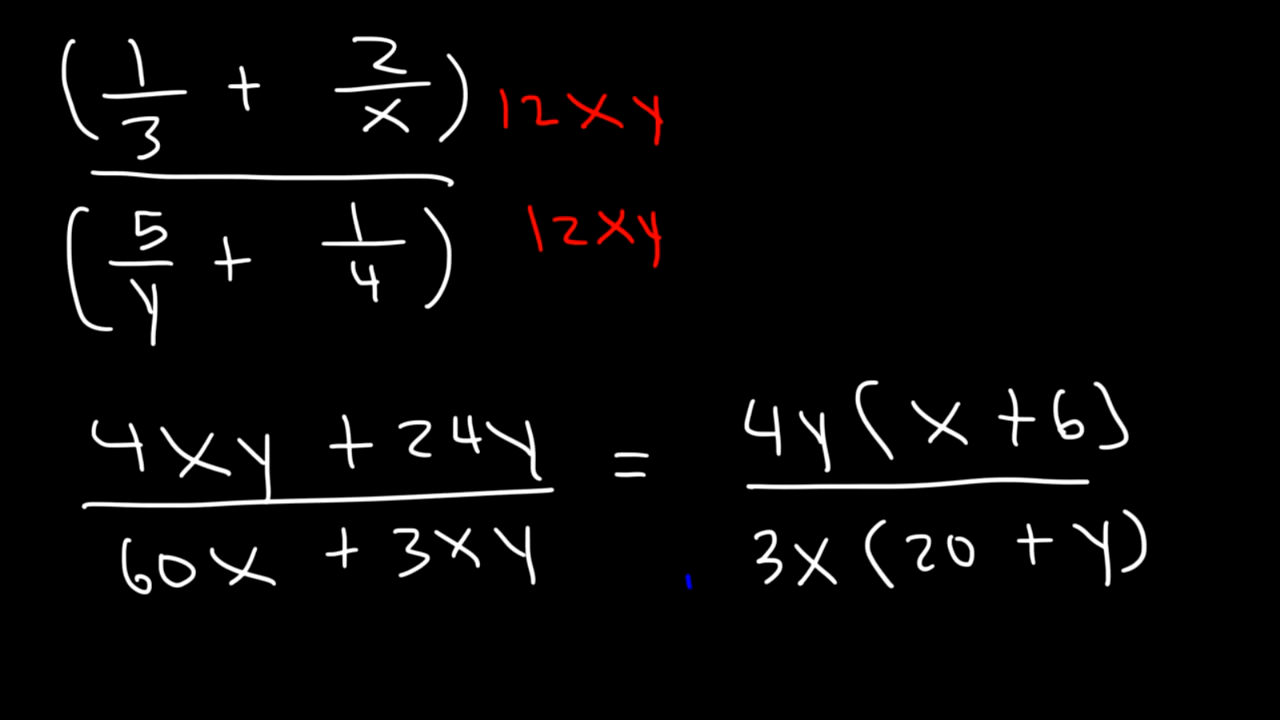 (1/3 + 2/x) 12xy
(5/y + 1/4) 12xy
4xy + 24y = 4y(x + 6)
60x + 3xy   3x(20 + y)